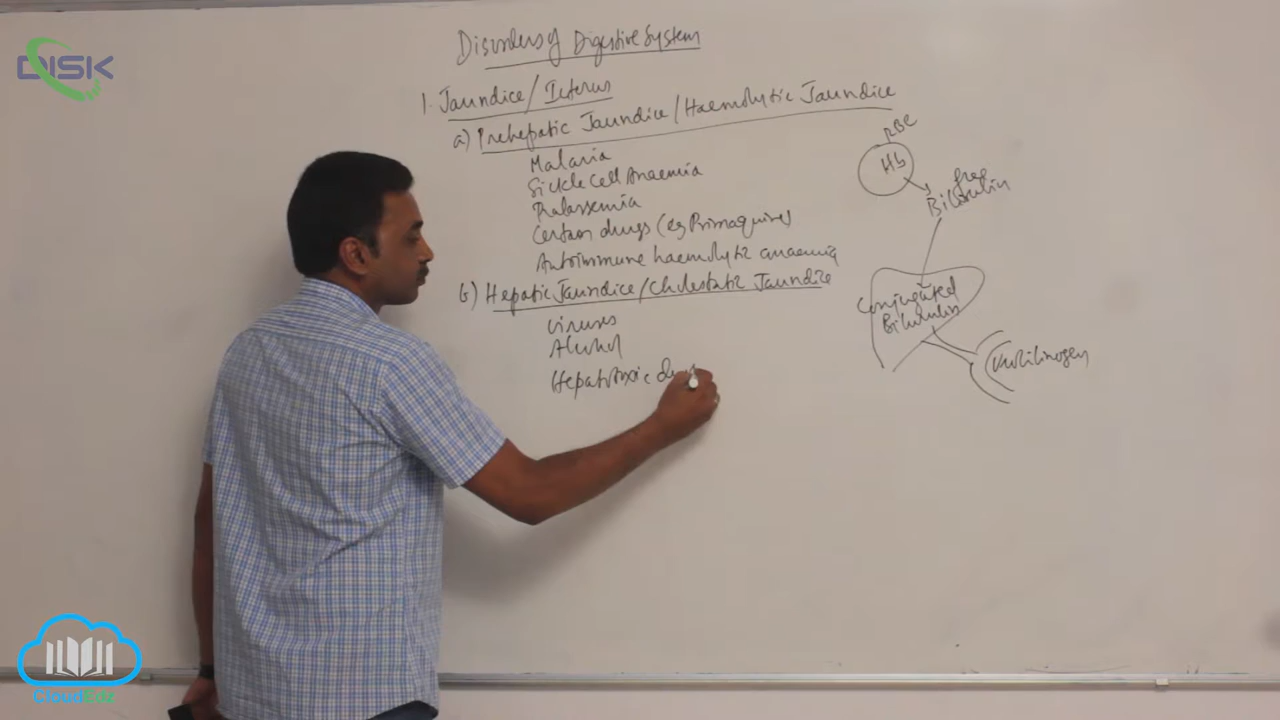 DISK
Disorders of Digestive System
1. Jaundice / Icterus
a) Prehepatic Jaundice / Haemolytic Jaundice
Malaria
Sickle Cell Anaemia
Thalassemia
Certain drugs (eg Primaquine)
Autoimmune haemolytic anaemia
b) Hepatic Jaundice / Cholestatic Jaundice
Viruses
Alcohol
Hepatotoxic
RBC
Hb
free
Bilirubin
Conjugated
Bilirubin
Urobilinogen
CloudEdz